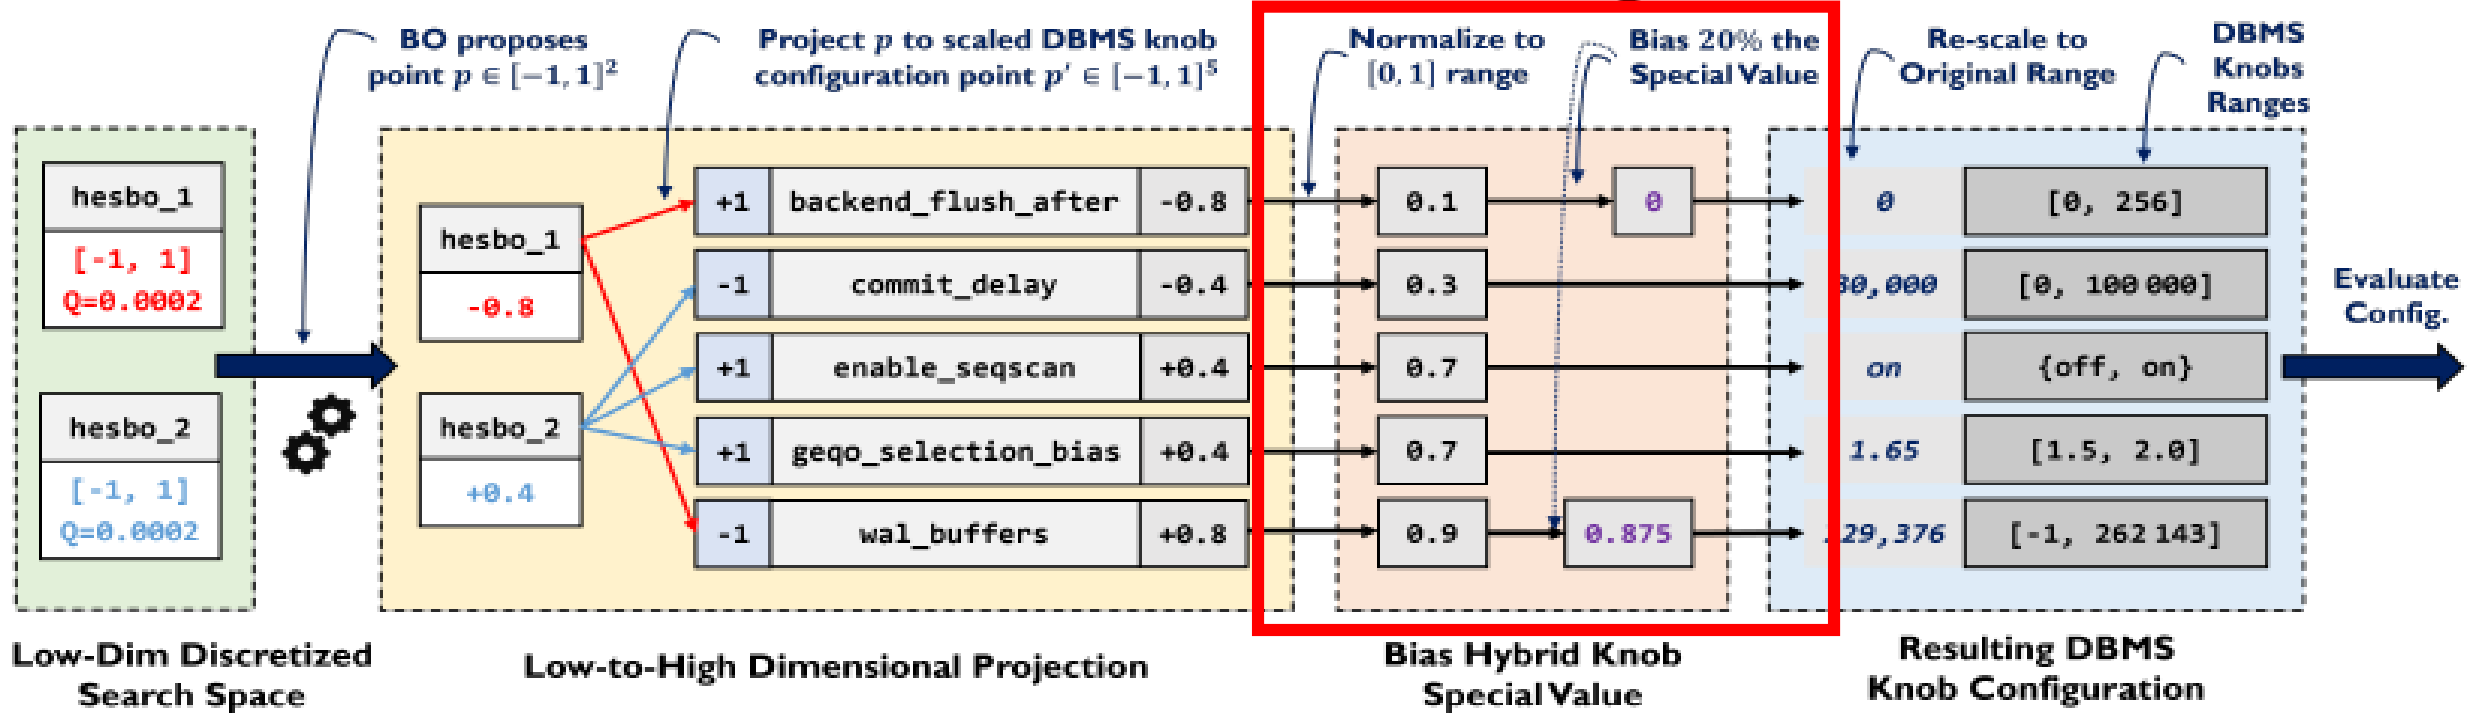 BO proposes
point p ∈ [−1, 1]²
Project p to scaled DBMS knob
configuration point p′ ∈ [−1, 1]⁵
Normalize to
[0, 1] range
Bias 20% the
Special Value
Re-scale to
Original Range
DBMS
Knobs
Ranges
hesbo_1
[-1, 1]
Q=0.0002
hesbo_2
[-1, 1]
Q=0.0002
hesbo_1
-0.8
hesbo_2
+0.4
+1 backend_flush_after -0.8
-1 commit_delay -0.4
+1 enable_seqscan +0.4
+1 geqo_selection_bias +0.4
-1 wal_buffers +0.8
0.1 0
0.3
0.7
0.7
0.9 0.875
0 [0, 256]
0,000 [0, 100 000]
on {off, on}
1.65 [1.5, 2.0]
29,376 [-1, 262 143]
Evaluate
Config.
Low-Dim Discretized
Search Space
Low-to-High Dimensional Projection
Bias Hybrid Knob
Special Value
Resulting DBMS
Knob Configuration